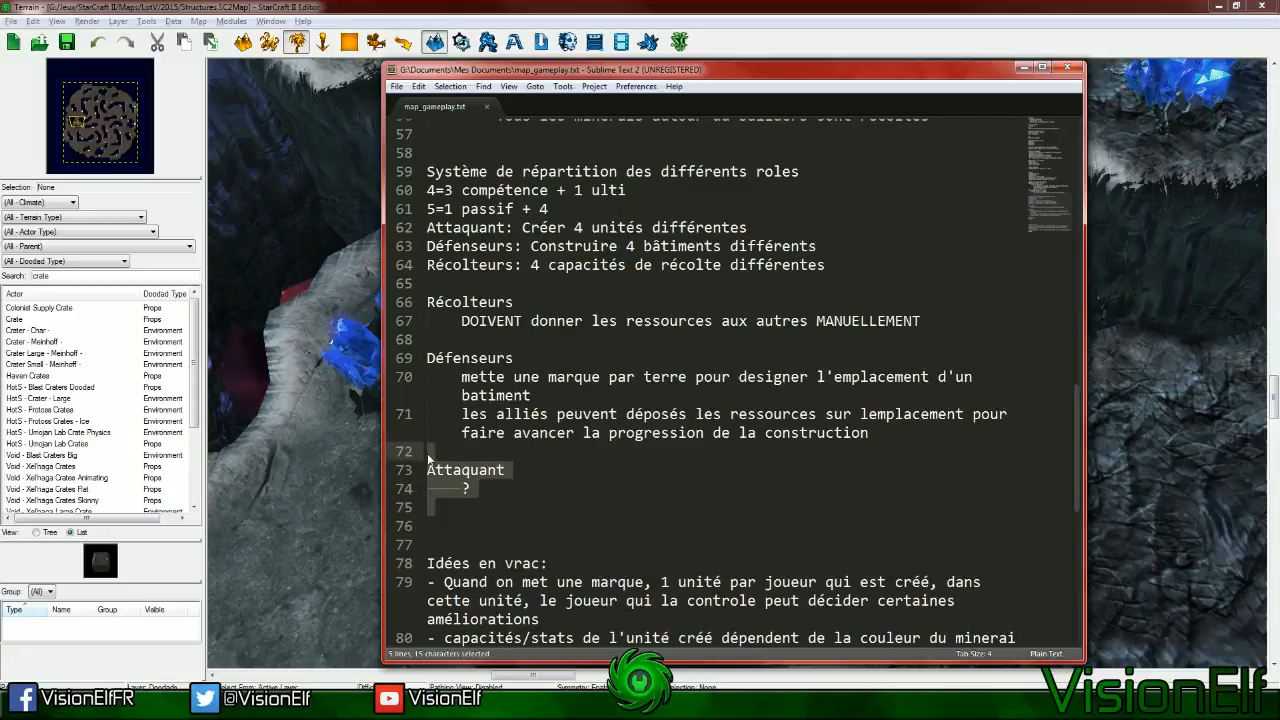 Terrain - [G:/Jeux/StarCraft II/Maps/LotV/2015/Structures.SC2Map] - StarCraft II Editor
File Edit View Render Layer Tools Data Map Modules Window Help
G:\Documents\Mes Documents\map_gameplay.txt - Sublime Text 2 (UNREGISTERED)
File Edit Selection Find View Goto Tools Project Preferences Help
map_gameplay.txt
Tous les minerais autour du builders sont récoltés
57
58
59 Système de répartition des différents roles
60 4=3 compétence + 1 ulti
61 5=1 passif + 4
62 Attaquant: Créer 4 unités différentes
63 Défenseurs: Construire 4 bâtiments différents
64 Récolteurs: 4 capacités de récolte différentes
65
66 Récolteurs
67 DOIVENT donner les ressources aux autres MANUELLEMENT
68
69 Défenseurs
70 mette une marque par terre pour designer l'emplacement d'un
batiment
71 les alliés peuvent déposés les ressources sur lemplacement pour
faire avancer la progression de la construction
72
73 Attaquant
74 ?
75
76
77
78 Idées en vrac:
79 - Quand on met une marque, 1 unité par joueur qui est créé, dans
cette unité, le joueur qui la controle peut décider certaines
améliorations
80 - capacités/stats de l'unité créé dépendent de la couleur du minerai
5 lines, 15 characters selected Tab Size: 4 Plain Text
Selection: None
(All - Climate)
(All - Terrain Type)
(All - Actor Type)
(All - Parent)
(All - Doodad Type)
Search: crate
Actor Doodad Type
Colonist Supply Crate Props
Crate Props
Crater - Char - Environment
Crater - Meinhoff - Environment
Crater Large - Meinhoff - Environment
Crater Small - Meinhoff - Environment
Haven Crates Props
HotS - Blast Craters Doodad Environment
HotS - Protoss Crates Props
HotS - Protoss Crates - Ice Props
HotS - Umojan Lab Crate Physics Environment
HotS - Umojan Lab Crates Environment
Void - Blast Craters Big Environment
Void - Xel'haga Crates Props
Void - Xel'naga Crates Animating Props
Void - Xel'naga Crates Flat Props
Void - Xel'naga Crates Skinny Props
Void - Xel'naga Large Crate Props
View: Tree List
Group: (All)
Type Name Group Visible
VisionElfFR @VisionElf VisionElf
VisionElf